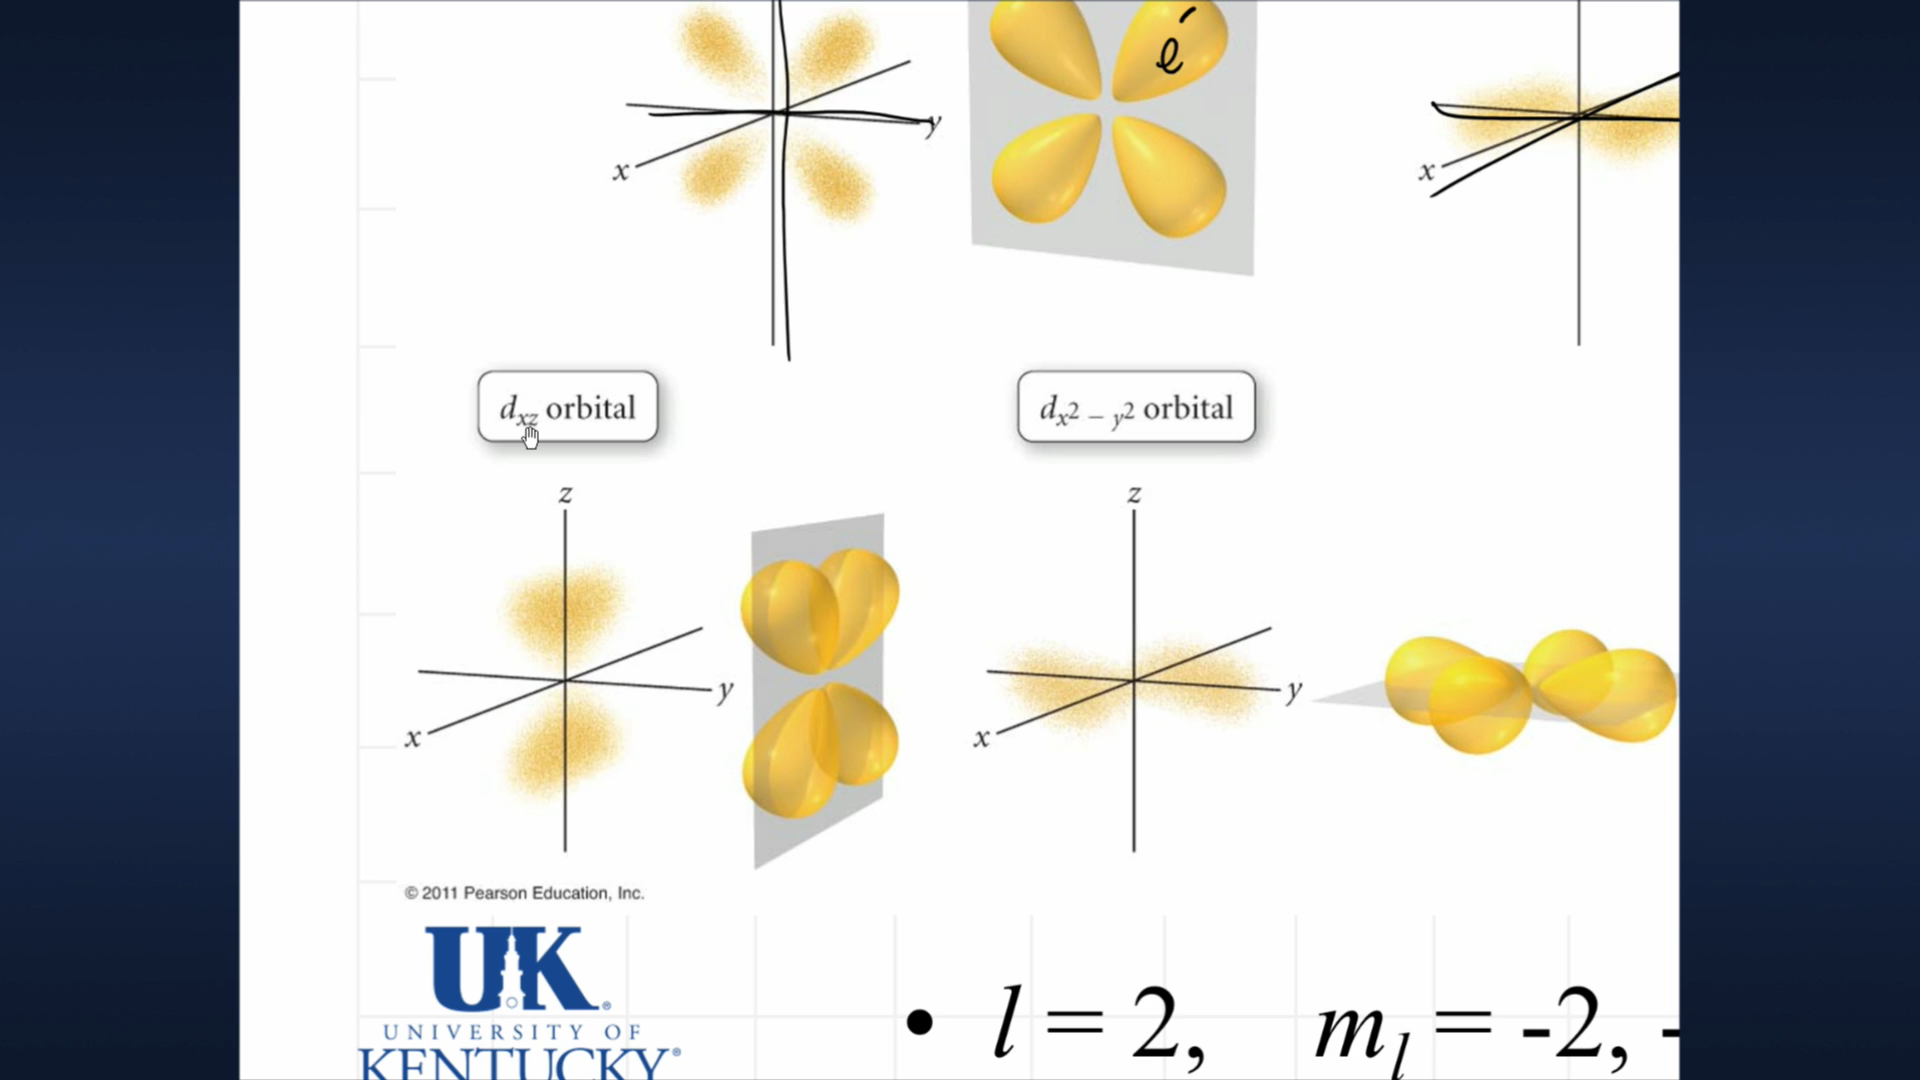 e
x
y
x
d_xz orbital
d_x² − y² orbital
z
z
y
y
x
x
© 2011 Pearson Education, Inc.
UK®
UNIVERSITY OF
KENTUCKY®
• l = 2, m_l = -2, -